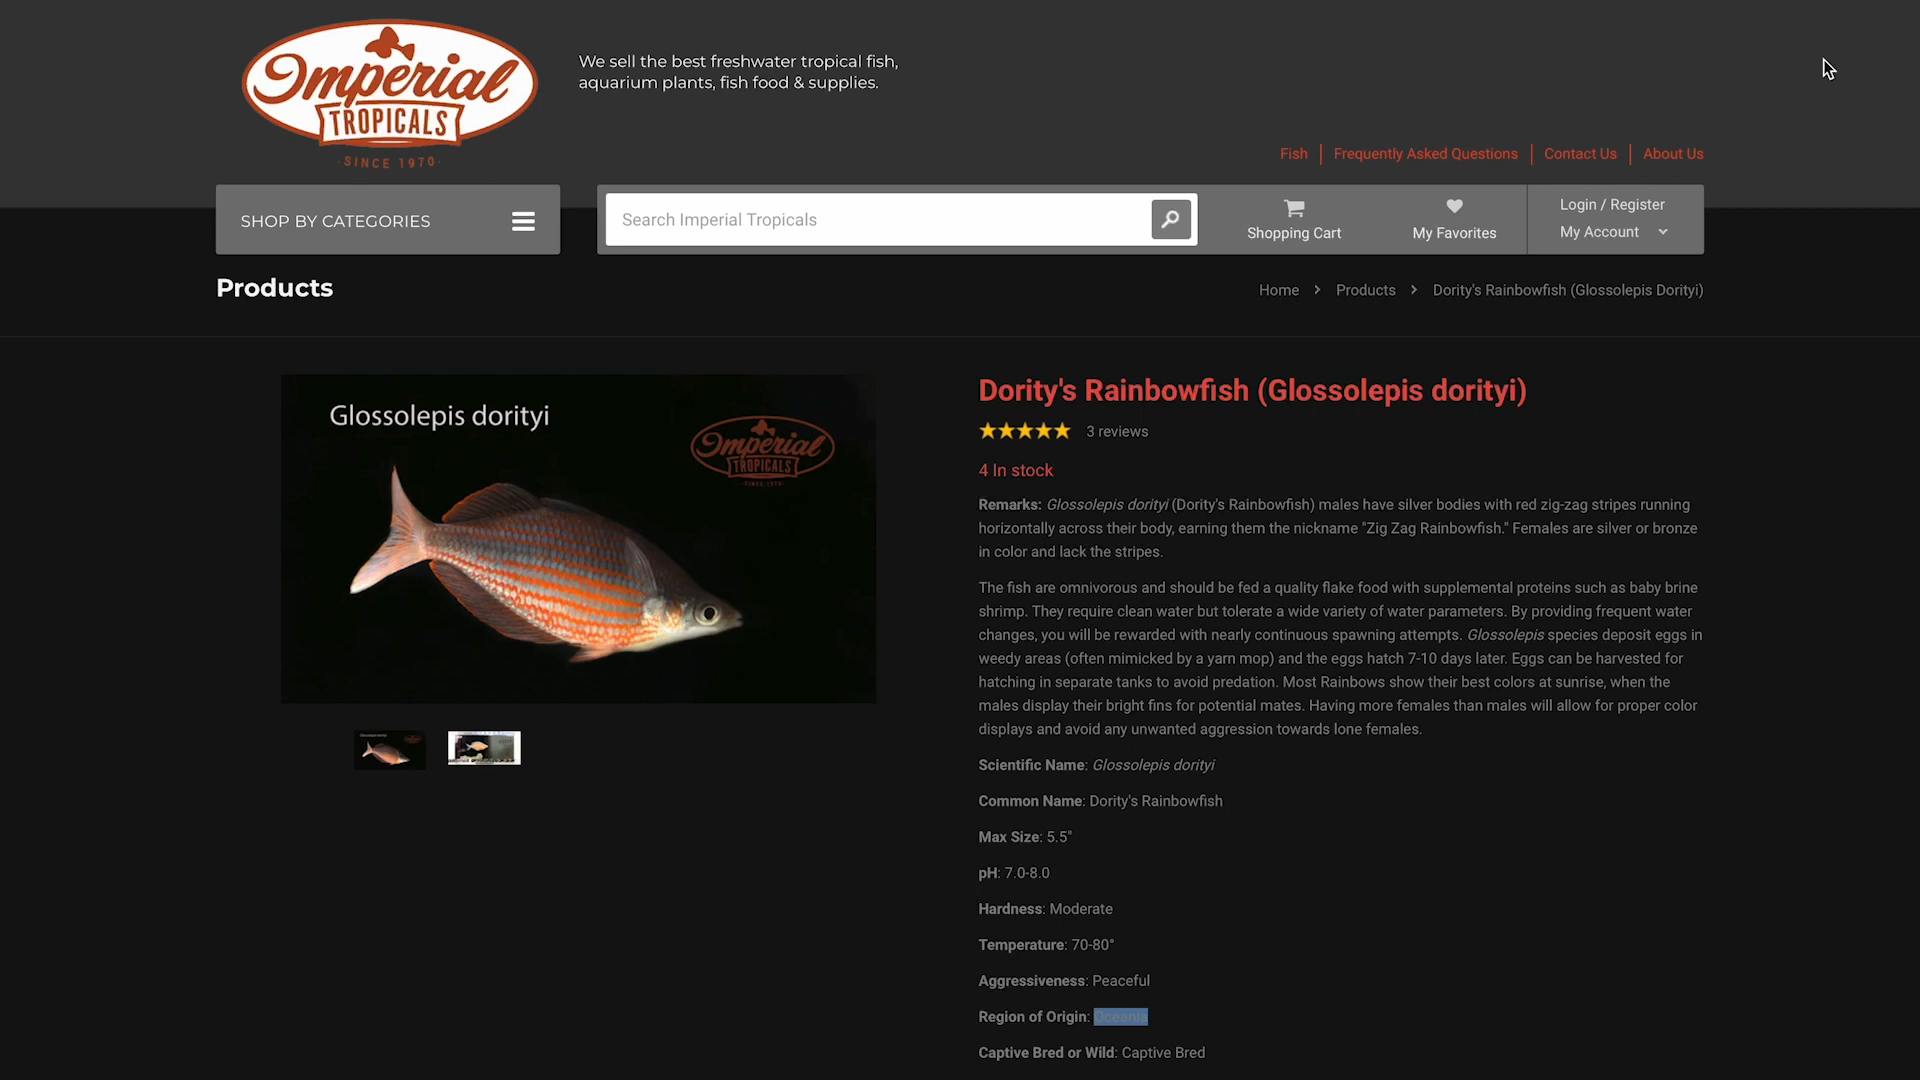 Imperial
TROPICALS
·SINCE 1970·
We sell the best freshwater tropical fish,
aquarium plants, fish food & supplies.
Fish
Frequently Asked Questions
Contact Us
About Us
SHOP BY CATEGORIES
Search Imperial Tropicals
Shopping Cart
My Favorites
Login / Register
My Account
Products
Home > Products > Dority's Rainbowfish (Glossolepis Dorityi)
Glossolepis dorityi
Imperial
TROPICALS
·SINCE 1970·
Dority's Rainbowfish (Glossolepis dorityi)
3 reviews
4 In stock
Remarks: Glossolepis dorityi (Dority's Rainbowfish) males have silver bodies with red zig-zag stripes running
horizontally across their body, earning them the nickname "Zig Zag Rainbowfish." Females are silver or bronze
in color and lack the stripes.
The fish are omnivorous and should be fed a quality flake food with supplemental proteins such as baby brine
shrimp. They require clean water but tolerate a wide variety of water parameters. By providing frequent water
changes, you will be rewarded with nearly continuous spawning attempts. Glossolepis species deposit eggs in
weedy areas (often mimicked by a yarn mop) and the eggs hatch 7-10 days later. Eggs can be harvested for
hatching in separate tanks to avoid predation. Most Rainbows show their best colors at sunrise, when the
males display their bright fins for potential mates. Having more females than males will allow for proper color
displays and avoid any unwanted aggression towards lone females.
Scientific Name: Glossolepis dorityi
Common Name: Dority's Rainbowfish
Max Size: 5.5"
pH: 7.0-8.0
Hardness: Moderate
Temperature: 70-80°
Aggressiveness: Peaceful
Region of Origin: Oceania
Captive Bred or Wild: Captive Bred